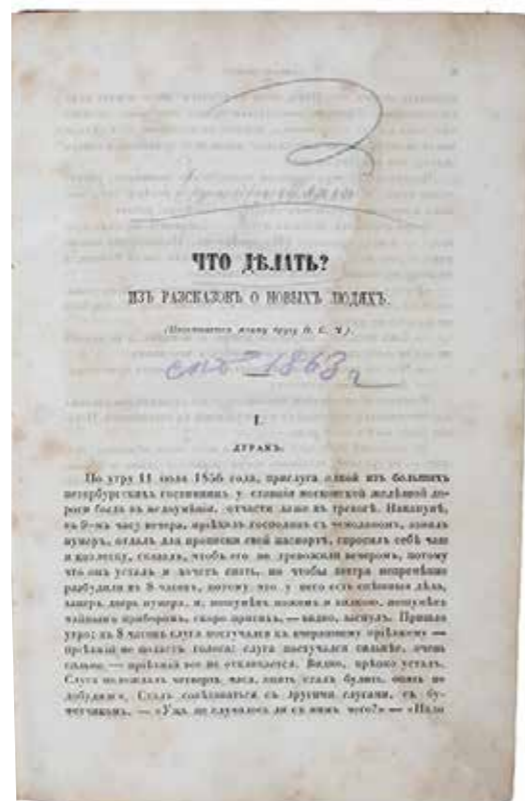 ЧТО ДѢЛАТЬ?
ИЗЪ РАЗСКАЗОВЪ О НОВЫХЪ ЛЮДЯХЪ.
(Посвящается моему другу О. С. Ч.)
спб 1863 г
I.
ДУРАКЪ.
По утру 11 іюля 1856 года, прислуга одной изъ большихъ
петербургскихъ гостинницъ у станціи московской желѣзной до-
роги была въ недоумѣніи, отчасти даже въ тревогѣ. Наканунѣ,
въ 9-мъ часу вечера, пріѣхалъ господинъ съ чемоданомъ, занялъ
нумеръ, отдалъ для прописки свой паспортъ, спросилъ себѣ чаю
и котлетку, сказалъ, чтобъ его не тревожили вечеромъ, потому
что онъ усталъ и хочетъ спать, но чтобы завтра непремѣнно
разбудили въ 8 часовъ, потому что у него есть спѣшныя дѣла,
заперъ дверь нумера, и, пошумѣвъ ножомъ и вилкою, пошумѣвъ
чайнымъ приборомъ, скоро притихъ, — видно, заснулъ. Пришло
утро; въ 8 часовъ слуга постучался къ вчерашнему пріѣзжему —
пріѣзжій не подаетъ голоса; слуга постучался сильнѣе, очень
сильно — пріѣзжій все не откликается. Видно, крѣпко усталъ.
Слуга подождалъ четверть часа, опять сталъ будить, опять не
добудился. Сталъ совѣтоваться съ другими слугами, съ бу-
фетчикомъ. — «Ужь не случилось ли съ нимъ чего?» — «Надо